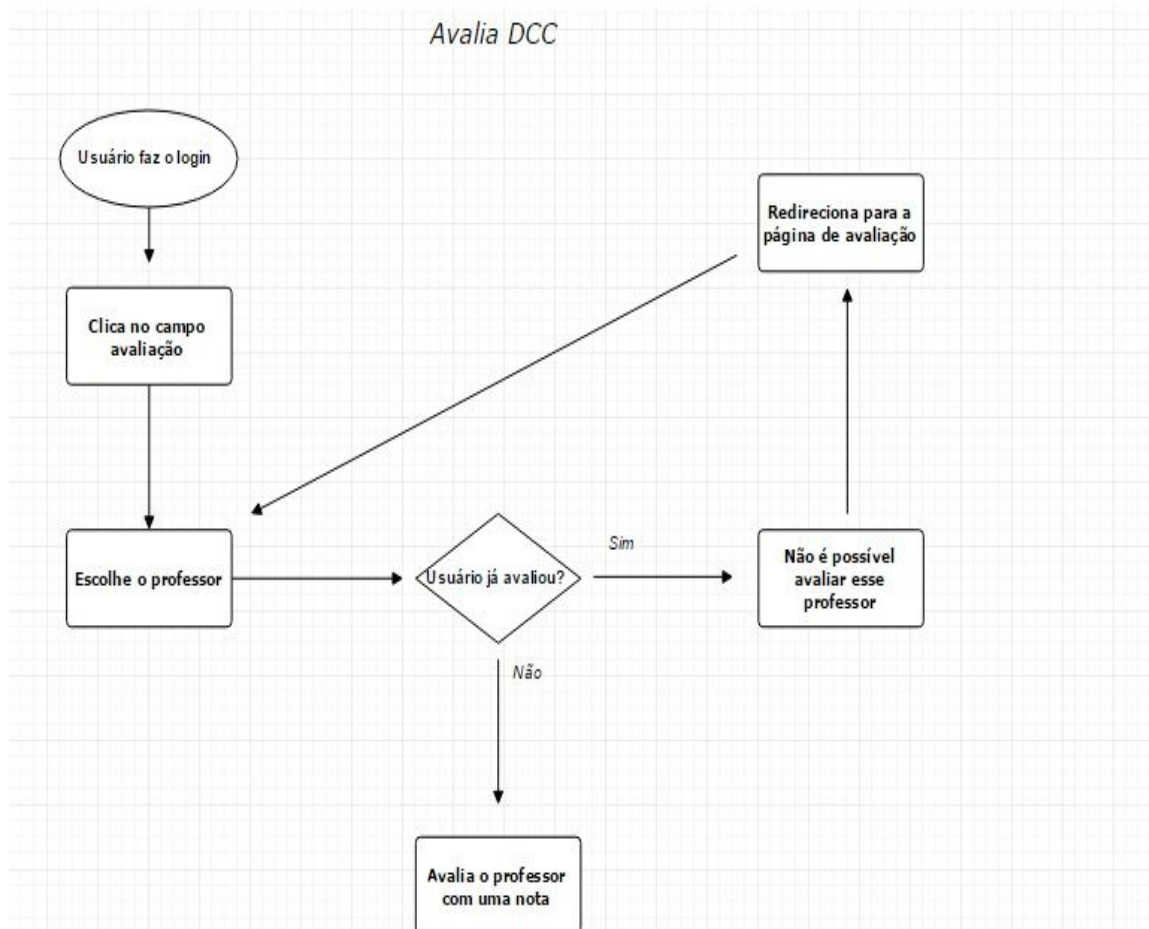 Avalia DCC
Usuário faz o login
Redireciona para a
página de avaliação
Clica no campo
avaliação
Escolhe o professor
Usuário já avaliou?
Sim
Não é possível
avaliar esse
professor
Não
Avalia o professor
com uma nota